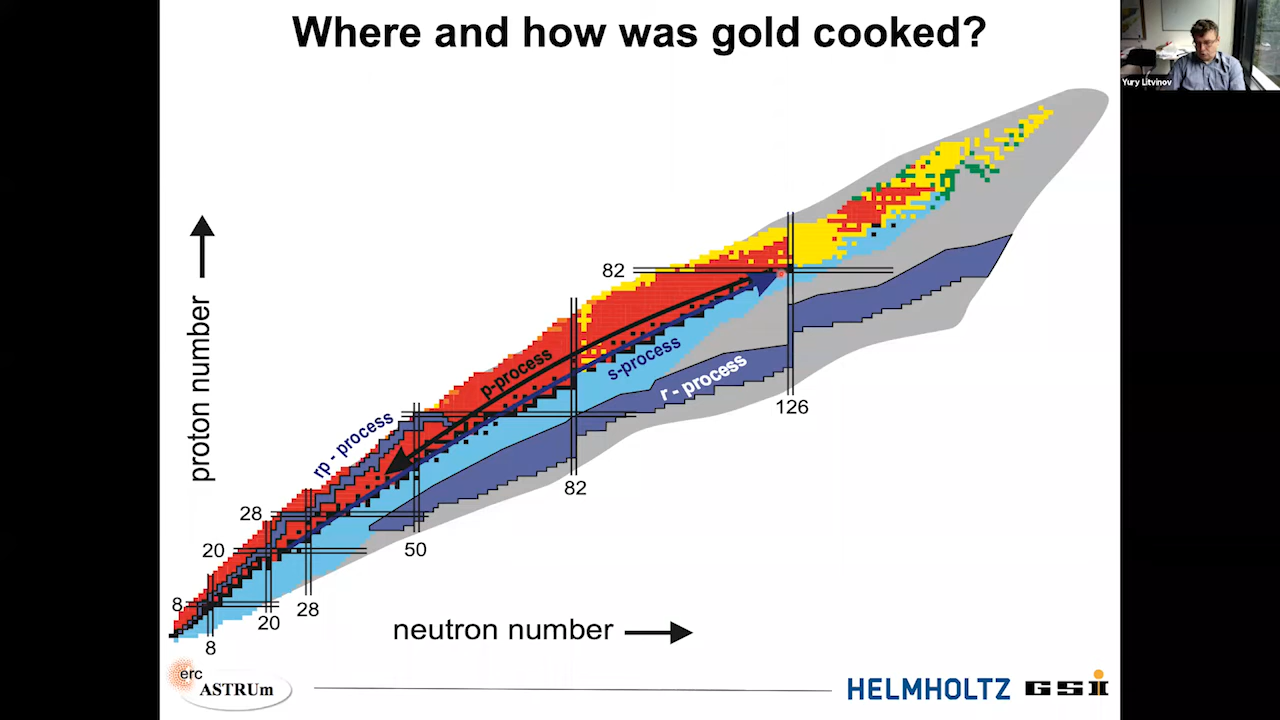 Where and how was gold cooked?
Yury Litvinov
proton number
neutron number
82
p-process
s-process
r - process
rp - process
126
82
28
20
50
8
28
20
8
erc
ASTRUm
HELMHOLTZ
GSI